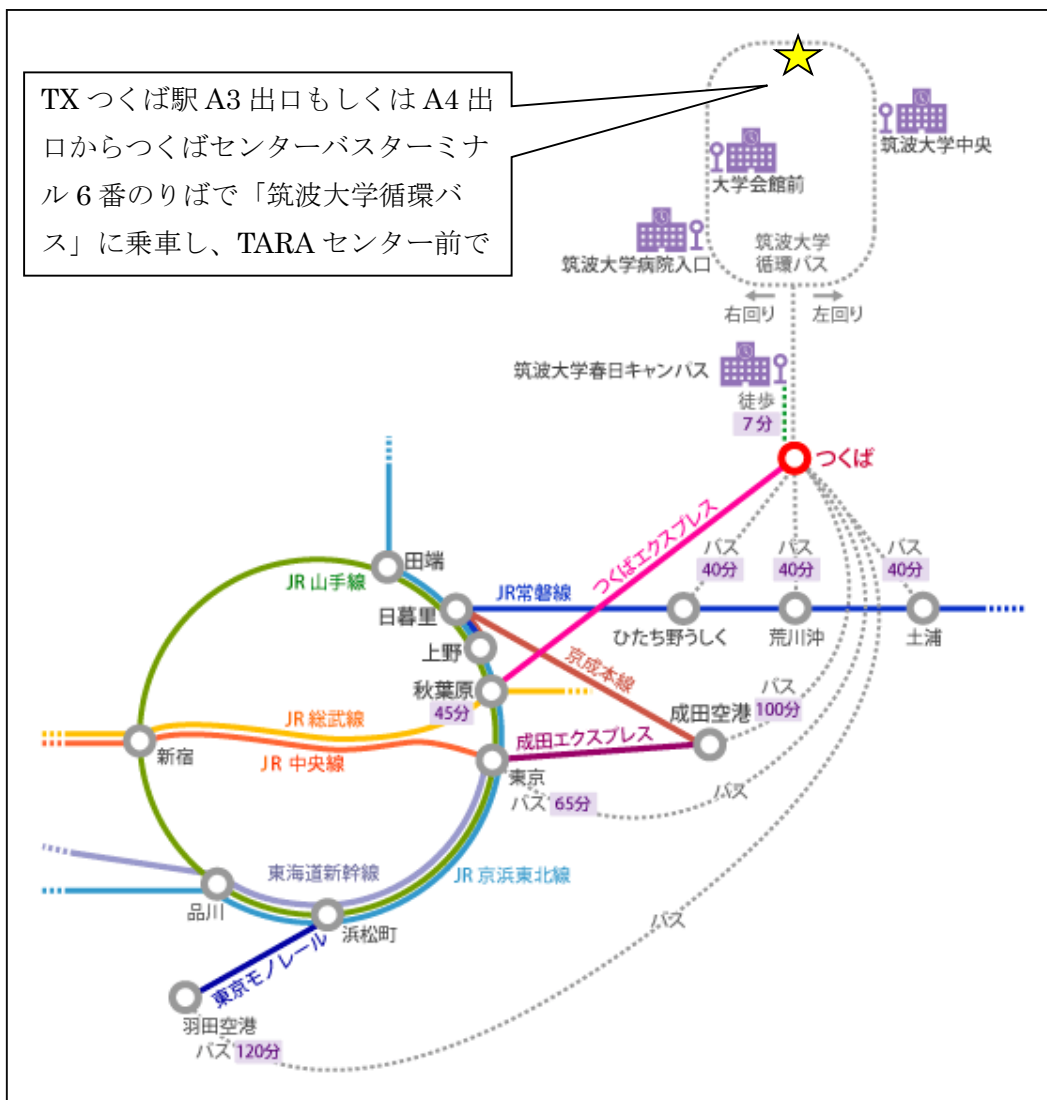 TX つくば駅 A3 出口もしくは A4 出
口からつくばセンターバスターミナ
ル 6 番のりばで「筑波大学循環バ
ス」に乗車し、TARA センター前で
筑波大学中央
大学会館前
筑波大学病院入口
筑波大学
循環バス
右回り
左回り
筑波大学春日キャンパス
徒歩
7分
つくば
つくばエクスプレス
バス
40分
バス
40分
バス
40分
田端
JR 山手線
日暮里
JR常磐線
ひたち野うしく
荒川沖
土浦
上野
京成本線
秋葉原
45分
バス
100分
成田空港
JR 総武線
成田エクスプレス
新宿
JR 中央線
東京
バス 65分
バス
東海道新幹線
JR 京浜東北線
品川
浜松町
バス
東京モノレール
羽田空港
バス 120分